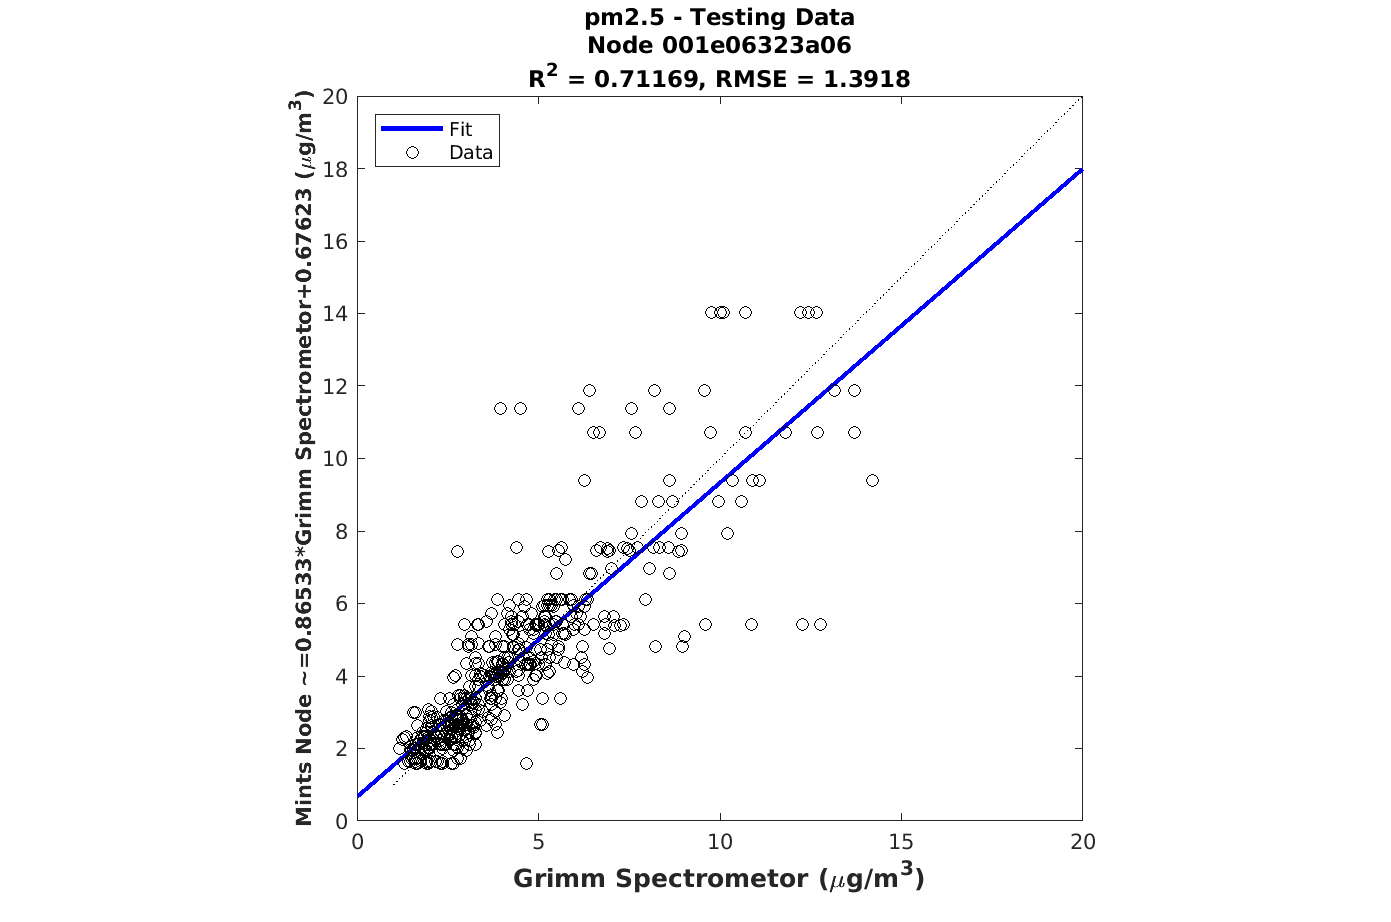 pm2.5 - Testing Data
Node 001e06323a06
R² = 0.71169, RMSE = 1.3918
Mints Node ~=0.86533*Grimm Spectrometor+0.67623 (μg/m³)
Fit
Data
20
18
16
14
12
10
8
6
4
2
0
0 5 10 15 20
Grimm Spectrometor (μg/m³)